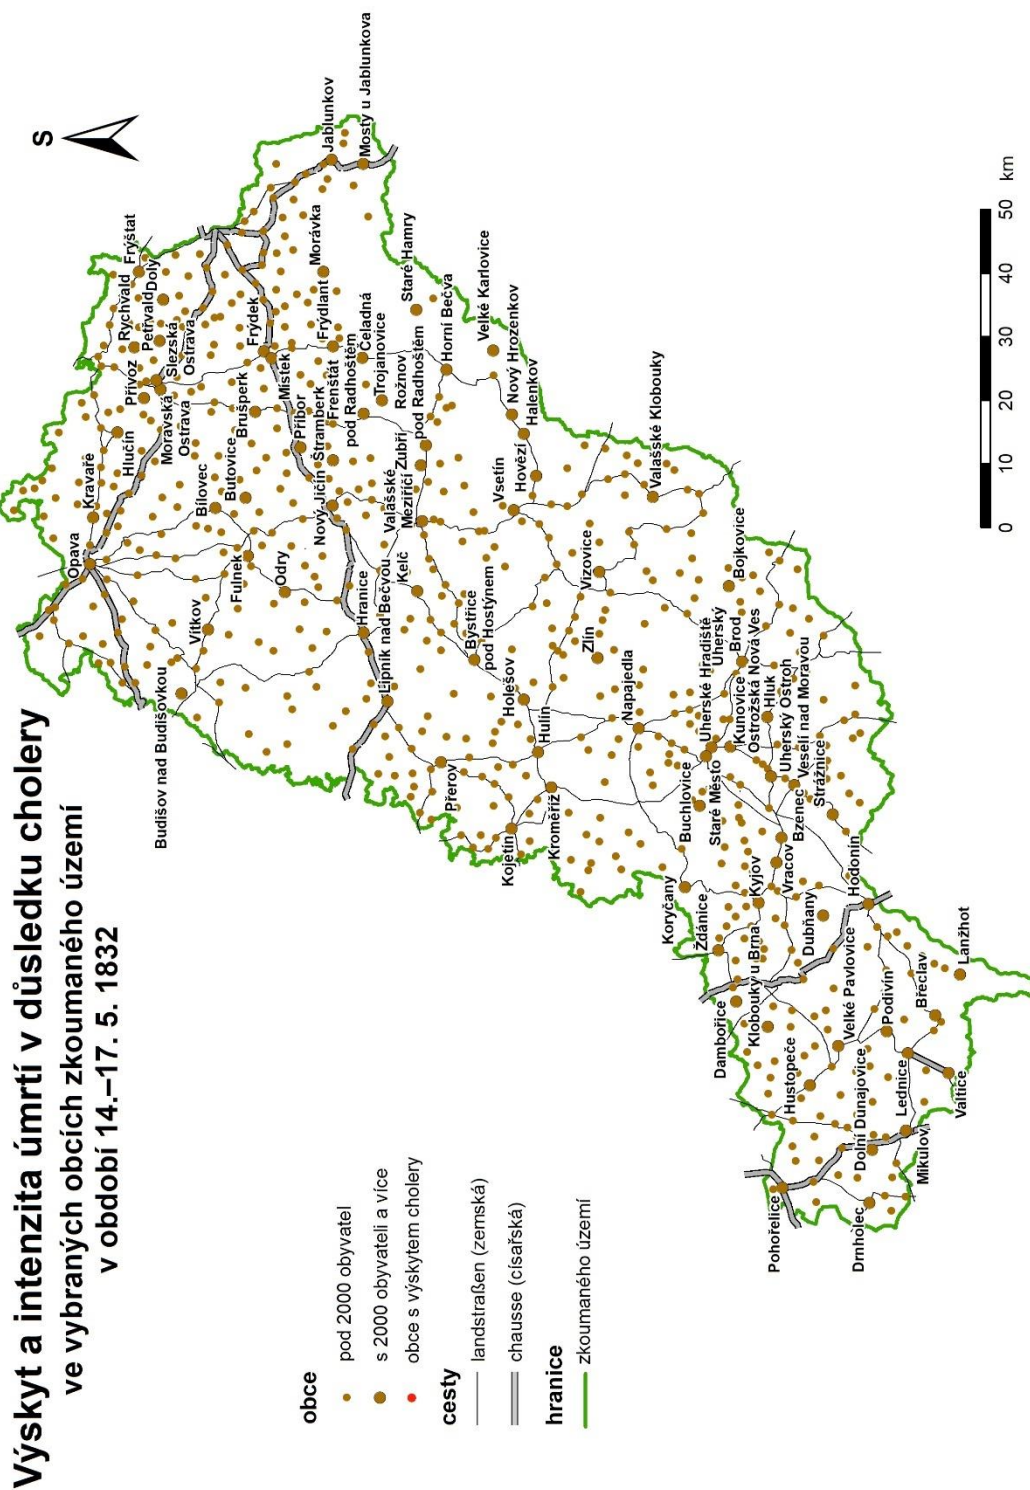 Výskyt a intenzita úmrtí v důsledku cholery
ve vybraných obcích zkoumaného území
v období 14.–17. 5. 1832
S
obce
pod 2000 obyvatel
s 2000 obyvateli a více
obce s výskytem cholery
cesty
landstraßen (zemská)
chausse (císařská)
hranice
zkoumaného území
Opava
Kravaře
Hlučín
Přívoz
Rychvald
Petřvald
Doly
Fryštat
Moravská
Ostrava
Slezská
Ostrava
Budišov nad Budišovkou
Vítkov
Bílovec
Butovice
Brušperk
Fulnek
Odry
Frýdek
Místek
Příbor
Nový Jičín
Štramberk
Frenštát
pod Radhoštěm
Frýdlant
Morávka
Jablunkov
Mosty u Jablunkova
Čeladná
Trojanovice
Staré Hamry
Hranice
Lipník nad Bečvou
Kelč
Valašské
Meziříčí
Zubří
Rožnov
pod Radhoštěm
Horní Bečva
Velké Karlovice
Nový Hrozenkov
Halenkov
Hovězí
Vsetín
Bystřice
pod Hostýnem
Přerov
Holešov
Hulín
Kojetín
Kroměříž
Vizovice
Zlín
Valašské Klobouky
Napajedla
Bojkovice
Uherské Hradiště
Uherský
Brod
Kunovice
Ostrožská Nová Ves
Hluk
Uherský Ostroh
Veselí nad Moravou
Strážnice
Buchlovice
Staré Město
Bzenec
Vracov
Koryčany
Kyjov
Ždánice
Dubňany
Hodonín
Dambořice
Klobouky u Brna
Hustopeče
Velké Pavlovice
Podivín
Břeclav
Lanžhot
Lednice
Valtice
Dolní Dunajovice
Mikulov
Pohořelice
Drnholec
0 10 20 30 40 50 km